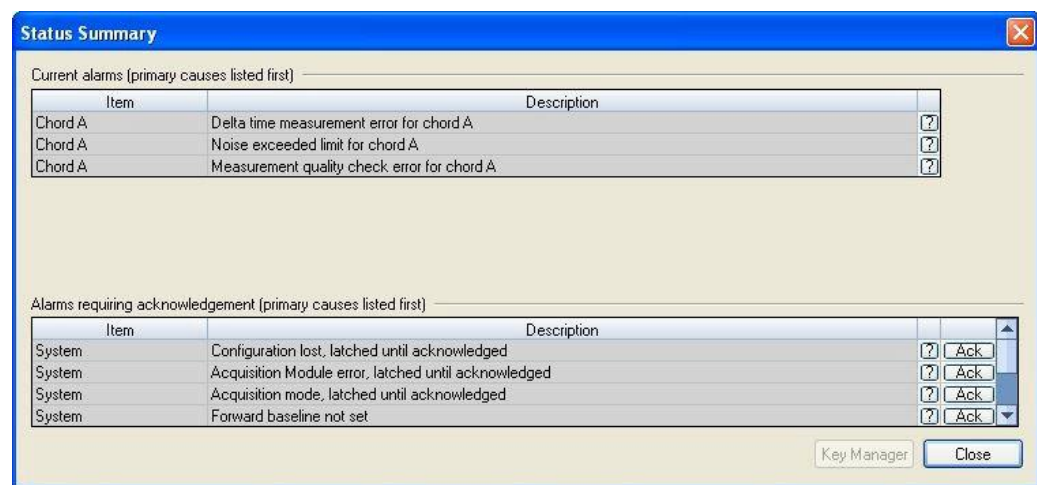 Status Summary
Current alarms (primary causes listed first)
Item Description
Chord A Delta time measurement error for chord A ?
Chord A Noise exceeded limit for chord A ?
Chord A Measurement quality check error for chord A ?
Alarms requiring acknowledgement (primary causes listed first)
Item Description
System Configuration lost, latched until acknowledged ? Ack
System Acquisition Module error, latched until acknowledged ? Ack
System Acquisition mode, latched until acknowledged ? Ack
System Forward baseline not set ? Ack
Key Manager Close